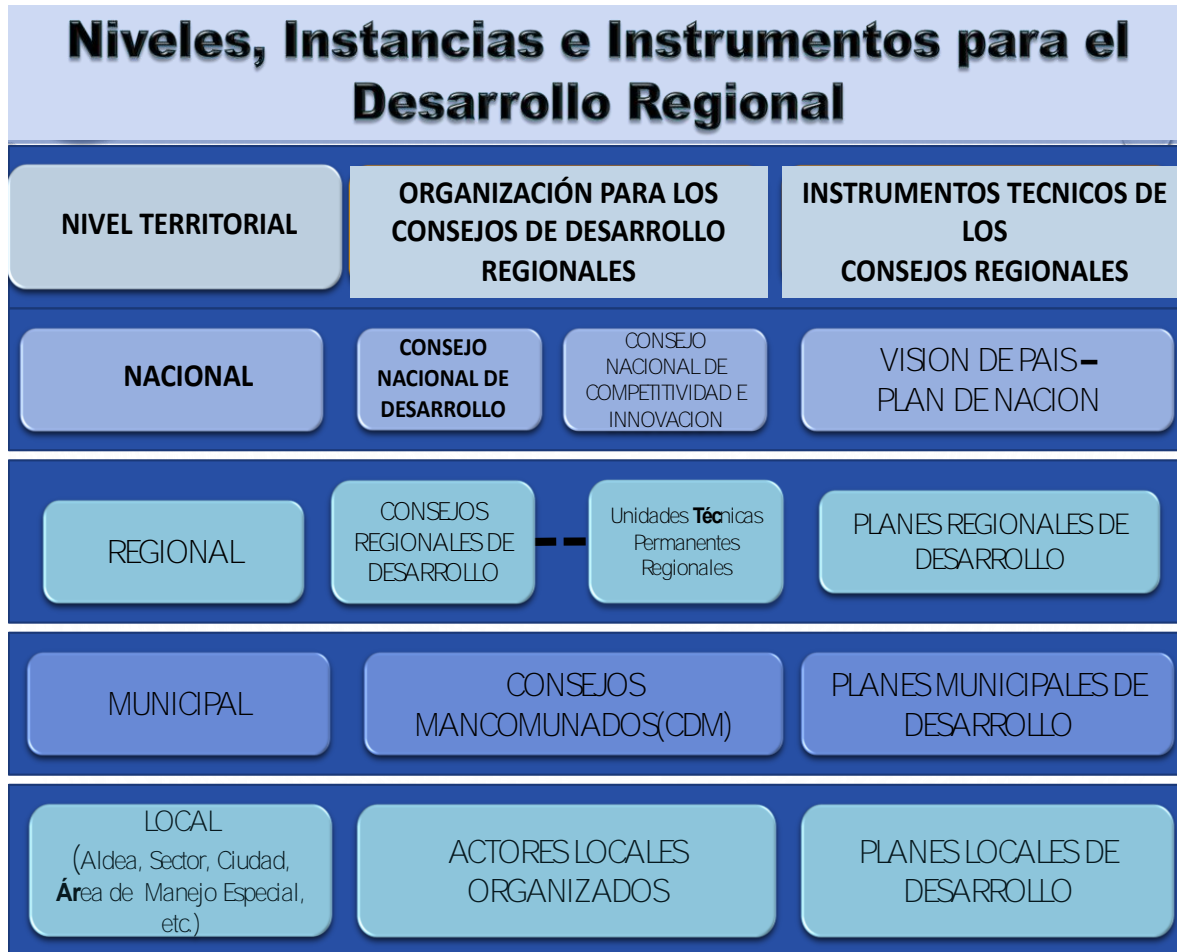 Niveles, Instancias e Instrumentos para el
Desarrollo Regional
NIVEL TERRITORIAL
ORGANIZACIÓN PARA LOS
CONSEJOS DE DESARROLLO
REGIONALES
INSTRUMENTOS TECNICOS DE
LOS
CONSEJOS REGIONALES
NACIONAL
CONSEJO
NACIONAL DE
DESARROLLO
CONSEJO
NACIONAL DE
COMPETITIVIDAD E
INNOVACION
VISION DE PAIS –
PLAN DE NACION
REGIONAL
CONSEJOS
REGIONALES DE
DESARROLLO
Unidades Técnicas
Permanentes
Regionales
PLANES REGIONALES DE
DESARROLLO
MUNICIPAL
CONSEJOS
MANCOMUNADOS(CDM)
PLANES MUNICIPALES DE
DESARROLLO
LOCAL
(Aldea, Sector, Ciudad,
Área de Manejo Especial,
etc.)
ACTORES LOCALES
ORGANIZADOS
PLANES LOCALES DE
DESARROLLO